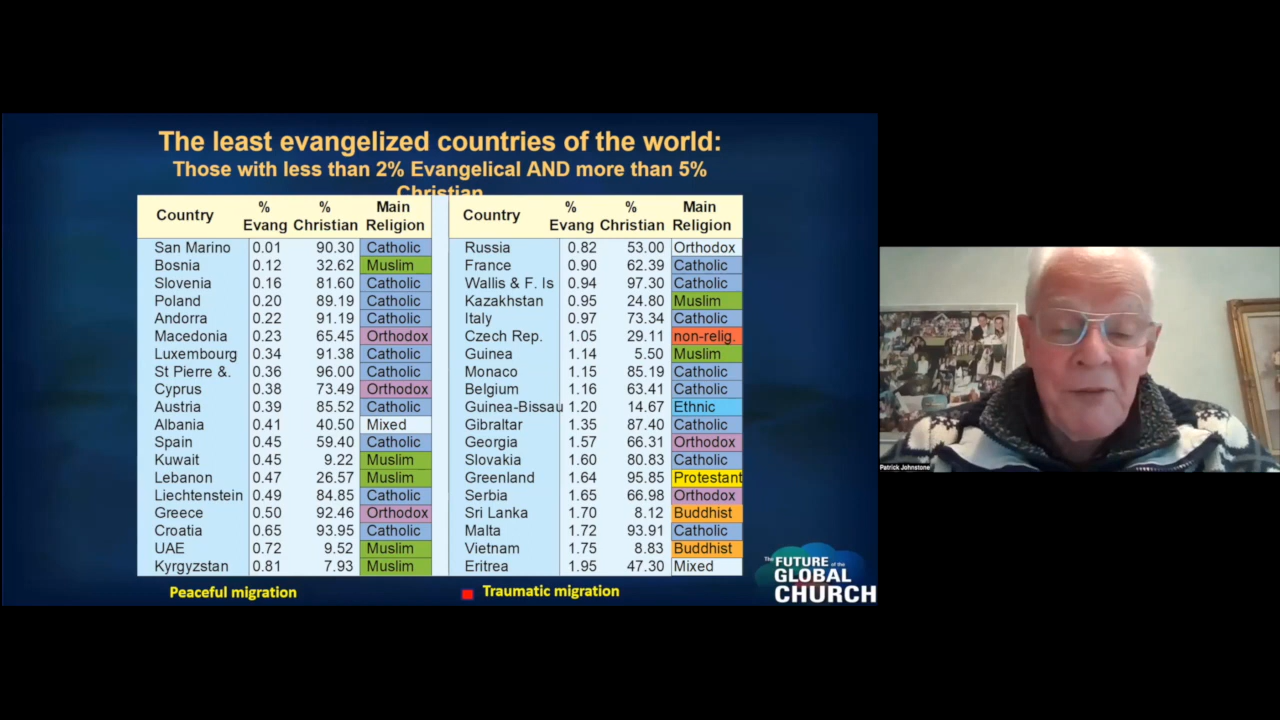 The least evangelized countries of the world:
Those with less than 2% Evangelical AND more than 5%
Christian
Country % Evang % Christian Main Religion
San Marino 0.01 90.30 Catholic
Bosnia 0.12 32.62 Muslim
Slovenia 0.16 81.60 Catholic
Poland 0.20 89.19 Catholic
Andorra 0.22 91.19 Catholic
Macedonia 0.23 65.45 Orthodox
Luxembourg 0.34 91.38 Catholic
St Pierre &. 0.36 96.00 Catholic
Cyprus 0.38 73.49 Orthodox
Austria 0.39 85.52 Catholic
Albania 0.41 40.50 Mixed
Spain 0.45 59.40 Catholic
Kuwait 0.45 9.22 Muslim
Lebanon 0.47 26.57 Muslim
Liechtenstein 0.49 84.85 Catholic
Greece 0.50 92.46 Orthodox
Croatia 0.65 93.95 Catholic
UAE 0.72 9.52 Muslim
Kyrgyzstan 0.81 7.93 Muslim
Country % Evang % Christian Main Religion
Russia 0.82 53.00 Orthodox
France 0.90 62.39 Catholic
Wallis & F. Is 0.94 97.30 Catholic
Kazakhstan 0.95 24.80 Muslim
Italy 0.97 73.34 Catholic
Czech Rep. 1.05 29.11 non-relig.
Guinea 1.14 5.50 Muslim
Monaco 1.15 85.19 Catholic
Belgium 1.16 63.41 Catholic
Guinea-Bissau 1.20 14.67 Ethnic
Gibraltar 1.35 87.40 Catholic
Georgia 1.57 66.31 Orthodox
Slovakia 1.60 80.83 Catholic
Greenland 1.64 95.85 Protestant
Serbia 1.65 66.98 Orthodox
Sri Lanka 1.70 8.12 Buddhist
Malta 1.72 93.91 Catholic
Vietnam 1.75 8.83 Buddhist
Eritrea 1.95 47.30 Mixed
Peaceful migration
Traumatic migration
The FUTURE of the
GLOBAL
CHURCH
Patrick Johnstone